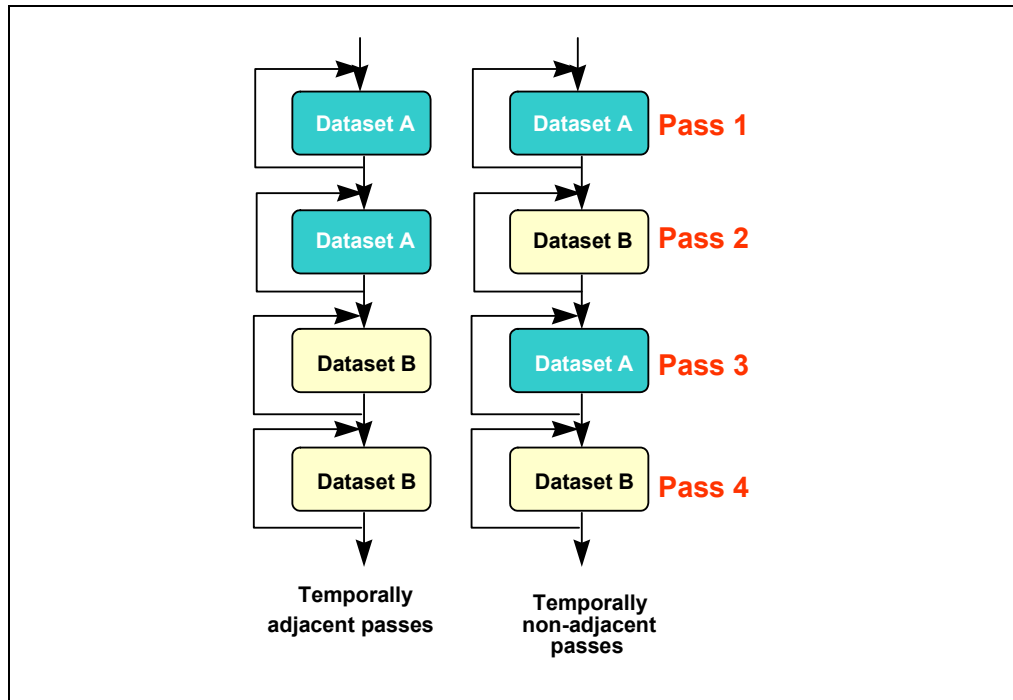 Dataset A
Dataset A
Pass 1
Dataset A
Dataset B
Pass 2
Dataset B
Dataset A
Pass 3
Dataset B
Dataset B
Pass 4
Temporally
adjacent passes
Temporally
non-adjacent
passes